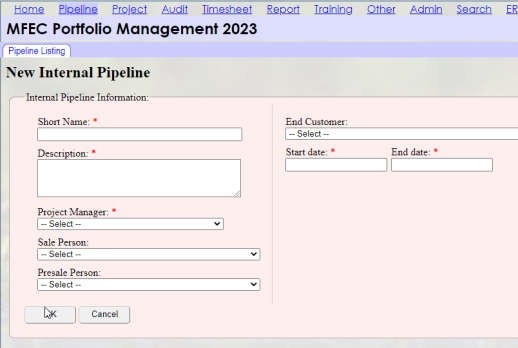 Home Pipeline Project Audit Timesheet Report Training Other Admin Search ER
MFEC Portfolio Management 2023
Pipeline Listing
New Internal Pipeline
Internal Pipeline Information:
Short Name: *
Description: *
Project Manager: *
-- Select --
Sale Person:
-- Select --
Presale Person:
-- Select --
End Customer:
-- Select --
Start date: * End date: *
OK Cancel